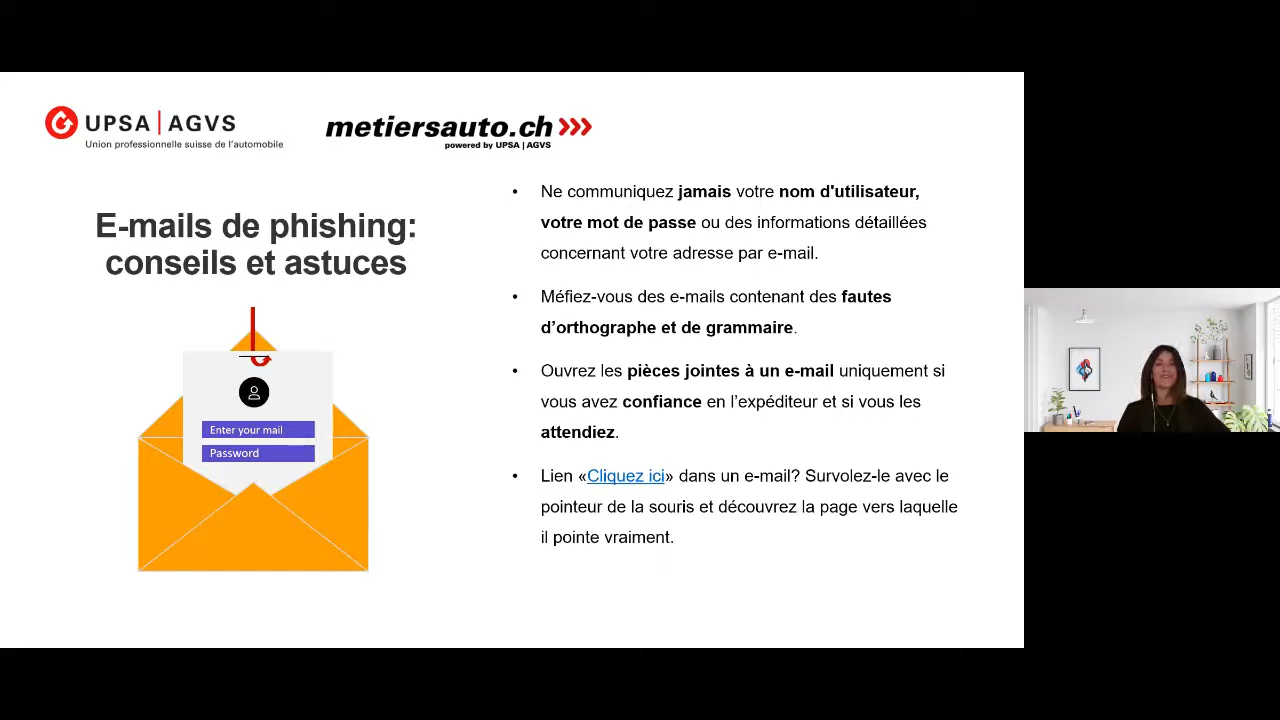 UPSA | AGVS
Union professionnelle suisse de l'automobile
metiersauto.ch
powered by UPSA | AGVS
E-mails de phishing:
conseils et astuces
Enter your mail
Password
• Ne communiquez jamais votre nom d'utilisateur,
votre mot de passe ou des informations détaillées
concernant votre adresse par e-mail.
• Méfiez-vous des e-mails contenant des fautes
d’orthographe et de grammaire.
• Ouvrez les pièces jointes à un e-mail uniquement si
vous avez confiance en l’expéditeur et si vous les
attendiez.
• Lien «Cliquez ici» dans un e-mail? Survolez-le avec le
pointeur de la souris et découvrez la page vers laquelle
il pointe vraiment.